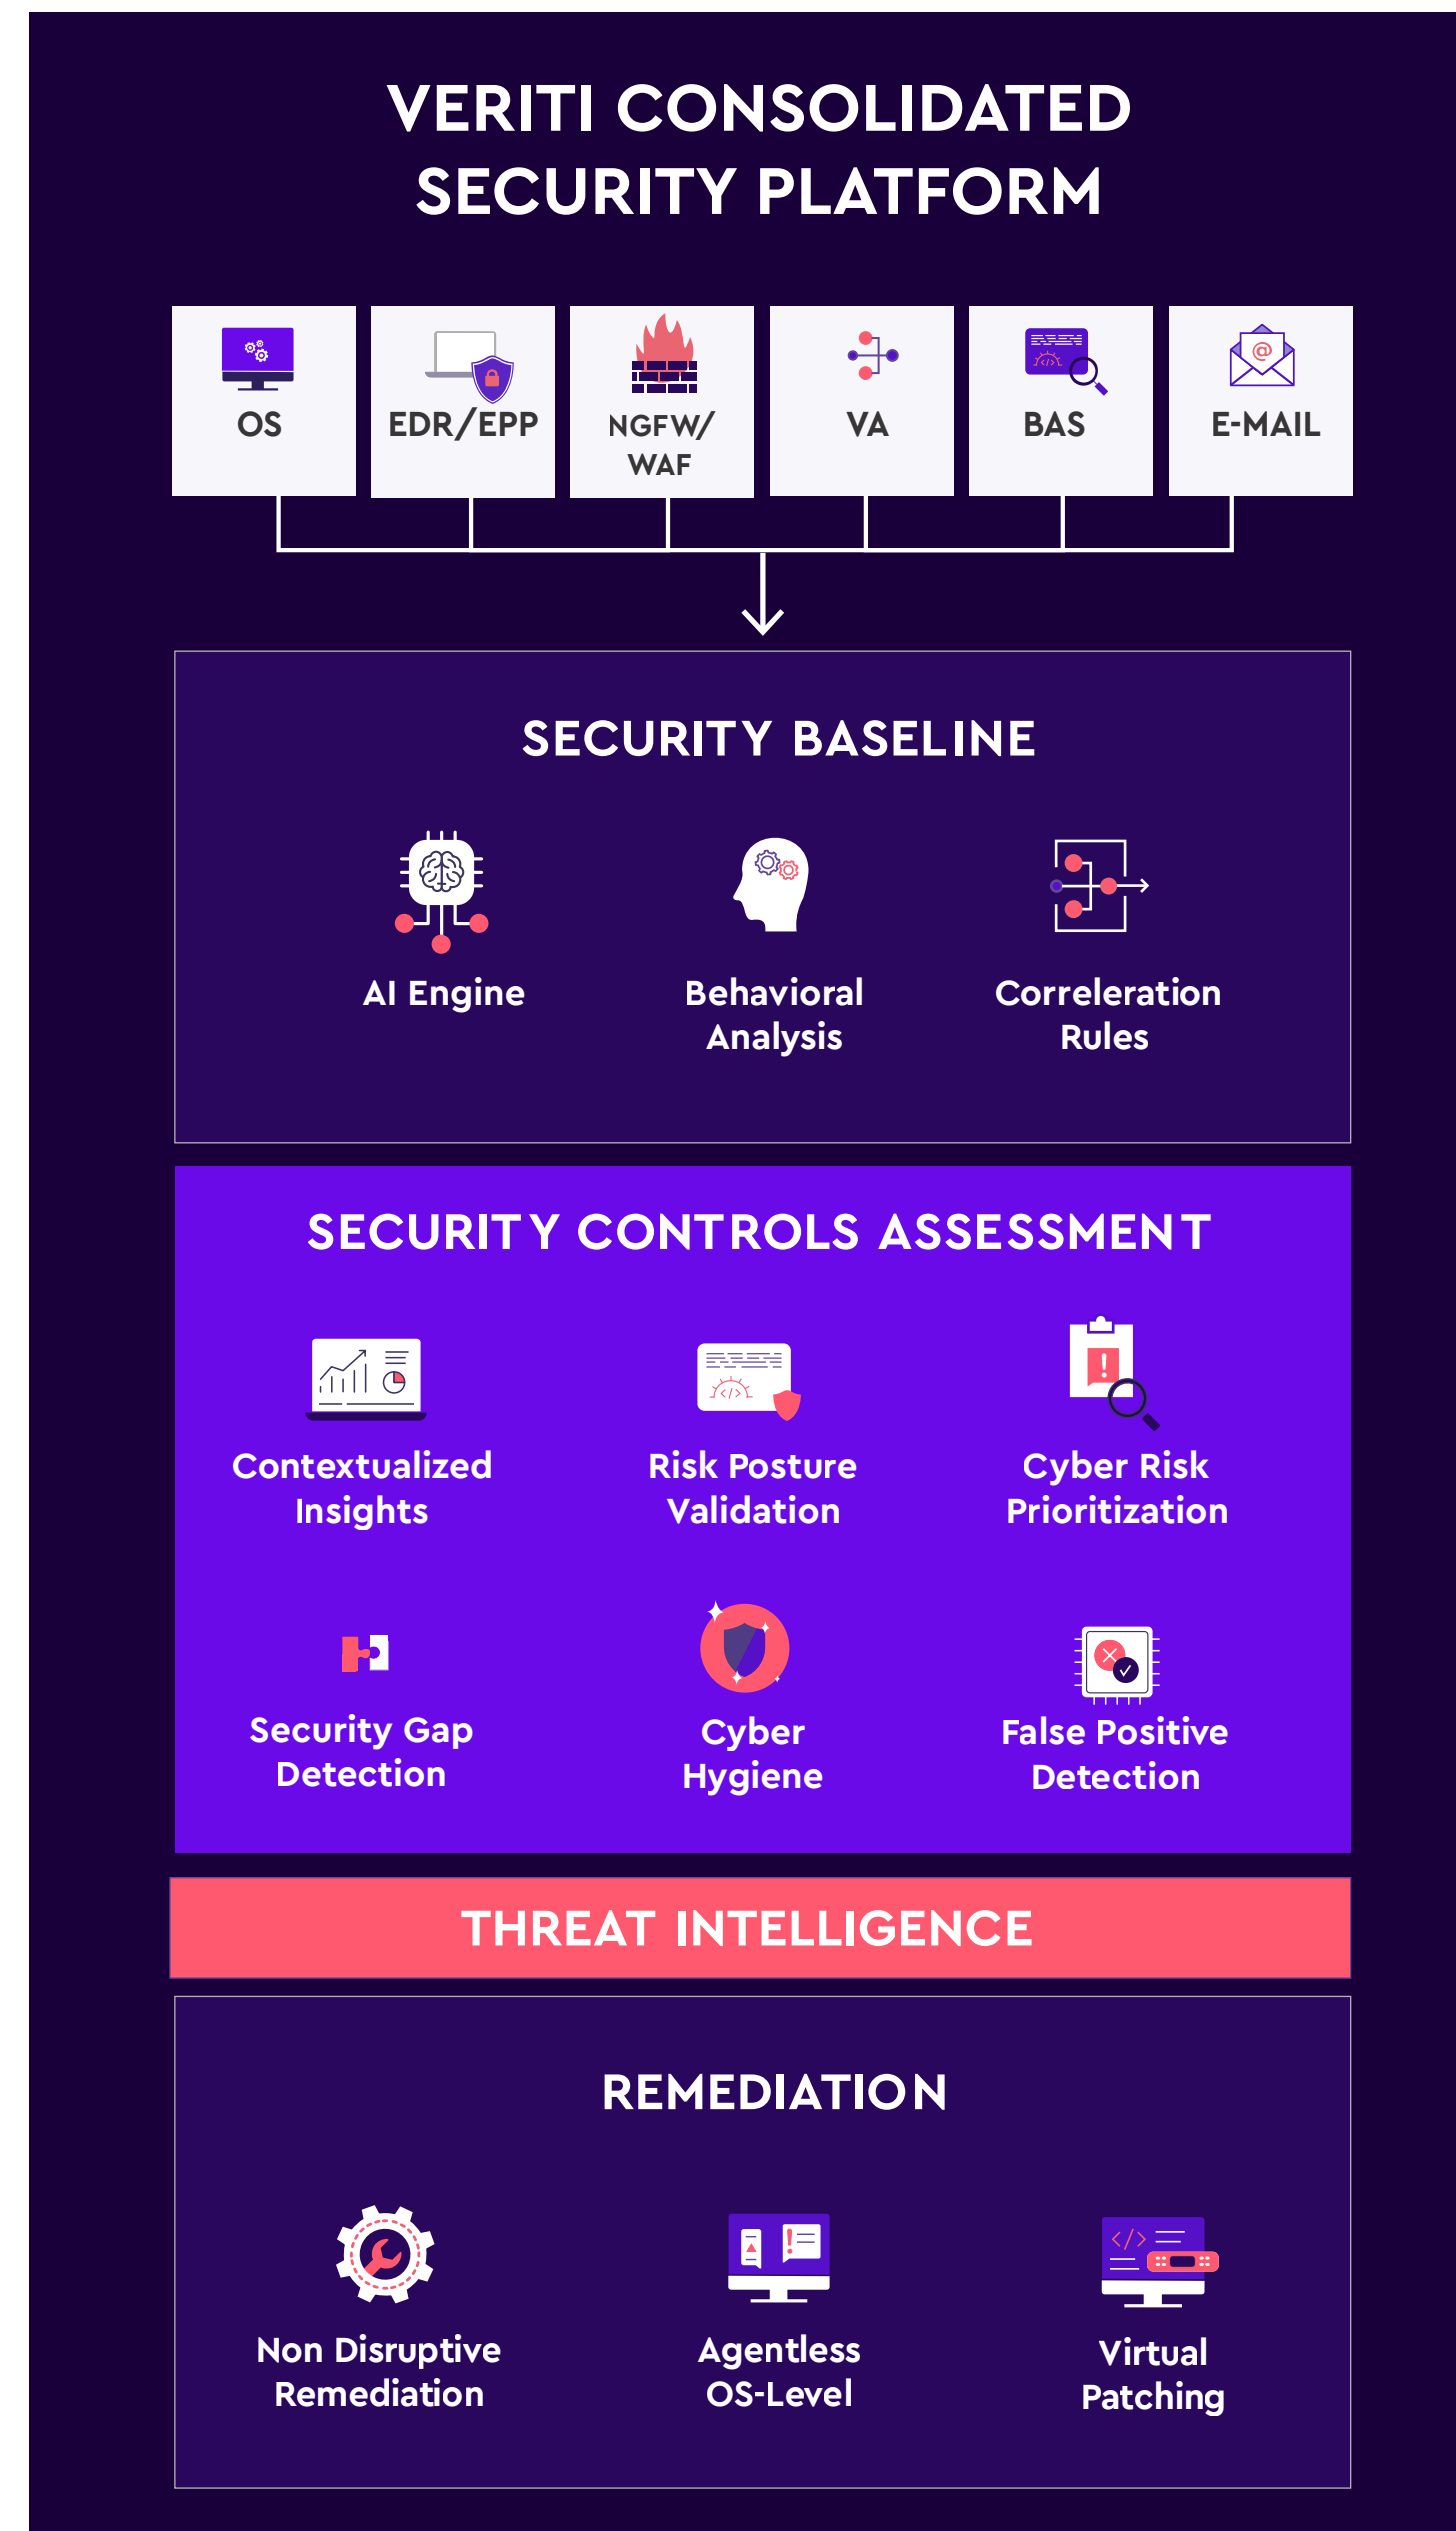 VERITI CONSOLIDATED
SECURITY PLATFORM
OS
EDR/EPP
NGFW/
WAF
VA
BAS
@
E-MAIL
SECURITY BASELINE
AI Engine
Behavioral
Analysis
Correleration
Rules
SECURITY CONTROLS ASSESSMENT
Contextualized
Insights
</>
Risk Posture
Validation
!
Cyber Risk
Prioritization
Security Gap
Detection
Cyber
Hygiene
False Positive
Detection
THREAT INTELLIGENCE
REMEDIATION
Non Disruptive
Remediation
!
Agentless
OS-Level
</>
Virtual
Patching